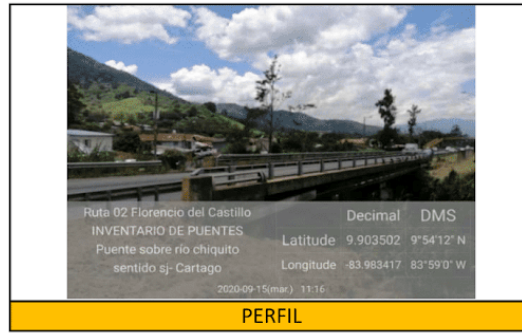 Ruta 02 Florencio del Castillo
INVENTARIO DE PUENTES
Puente sobre río chiquito
sentido sj- Cartago
Decimal DMS
Latitude 9.903502 9°54'12" N
Longitude -83.983417 83°59'0" W
2020-09-15(mar.) 11:16
PERFIL